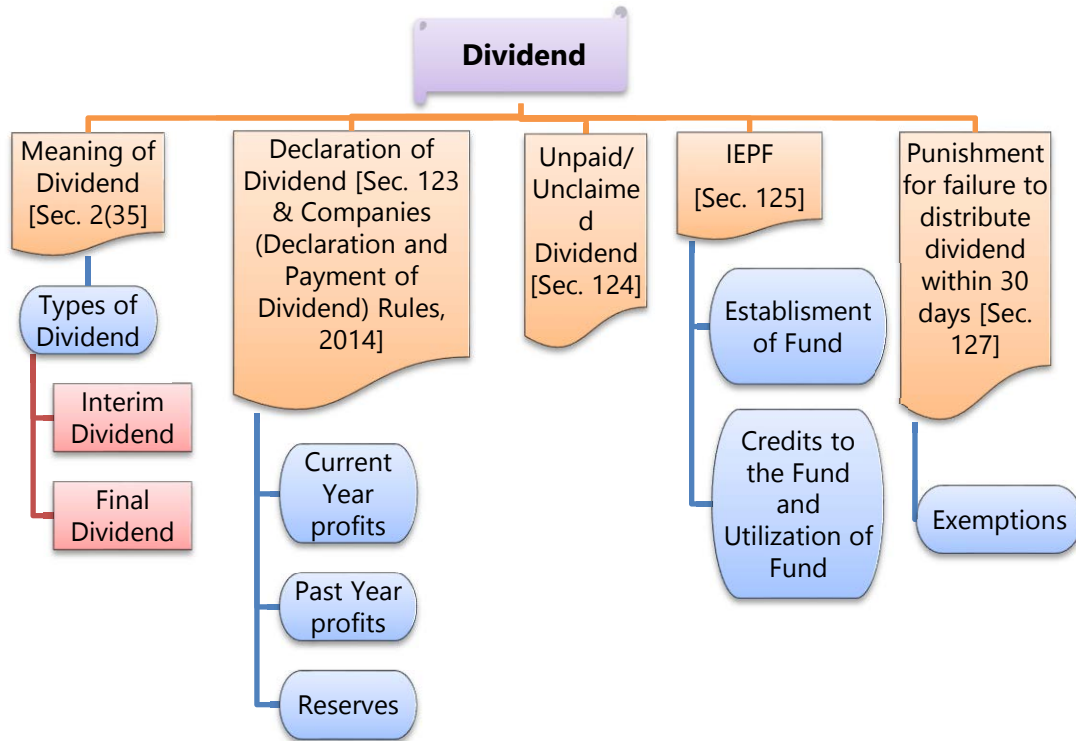 Dividend
Meaning of
Dividend
[Sec. 2(35]
Types of
Dividend
Interim
Dividend
Final
Dividend
Declaration of
Dividend [Sec. 123
& Companies
(Declaration and
Payment of
Dividend) Rules,
2014]
Current
Year
profits
Past Year
profits
Reserves
Unpaid/
Unclaime
d
Dividend
[Sec. 124]
IEPF
[Sec. 125]
Establisment
of Fund
Credits to
the Fund
and
Utilization of
Fund
Punishment
for failure to
distribute
dividend
within 30
days [Sec.
127]
Exemptions